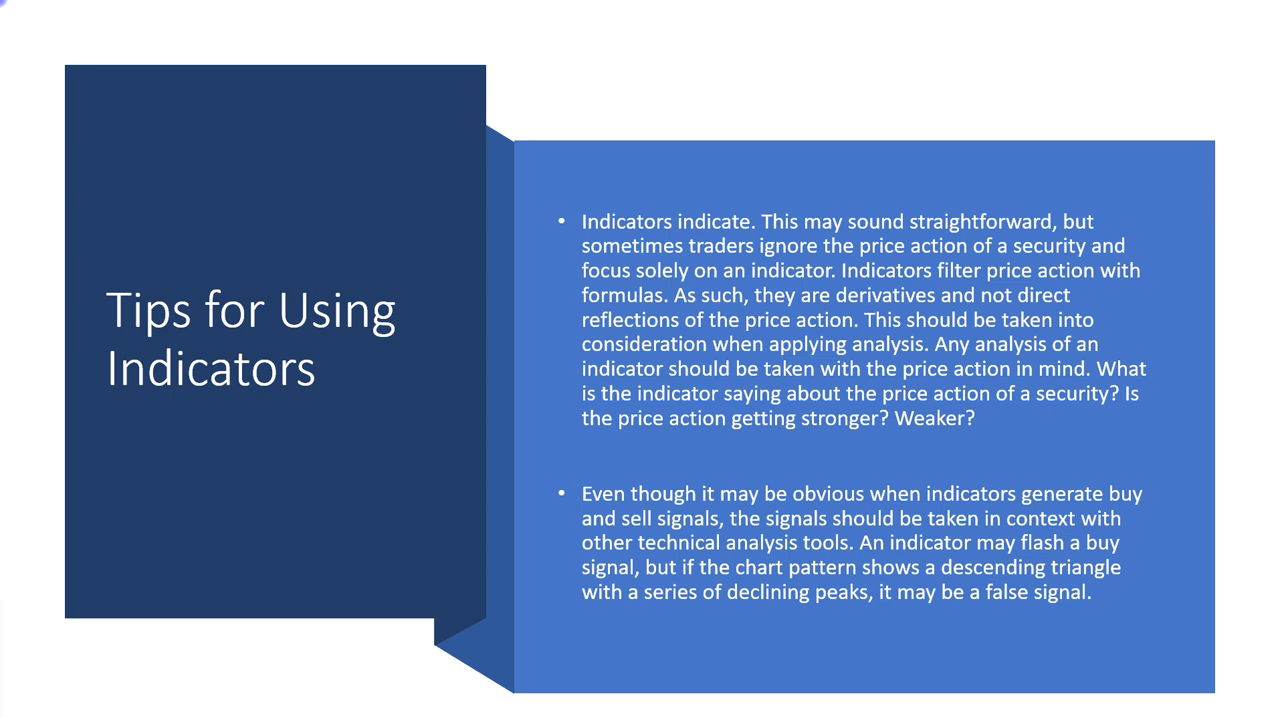 Tips for Using
Indicators
• Indicators indicate. This may sound straightforward, but
sometimes traders ignore the price action of a security and
focus solely on an indicator. Indicators filter price action with
formulas. As such, they are derivatives and not direct
reflections of the price action. This should be taken into
consideration when applying analysis. Any analysis of an
indicator should be taken with the price action in mind. What
is the indicator saying about the price action of a security? Is
the price action getting stronger? Weaker?
• Even though it may be obvious when indicators generate buy
and sell signals, the signals should be taken in context with
other technical analysis tools. An indicator may flash a buy
signal, but if the chart pattern shows a descending triangle
with a series of declining peaks, it may be a false signal.